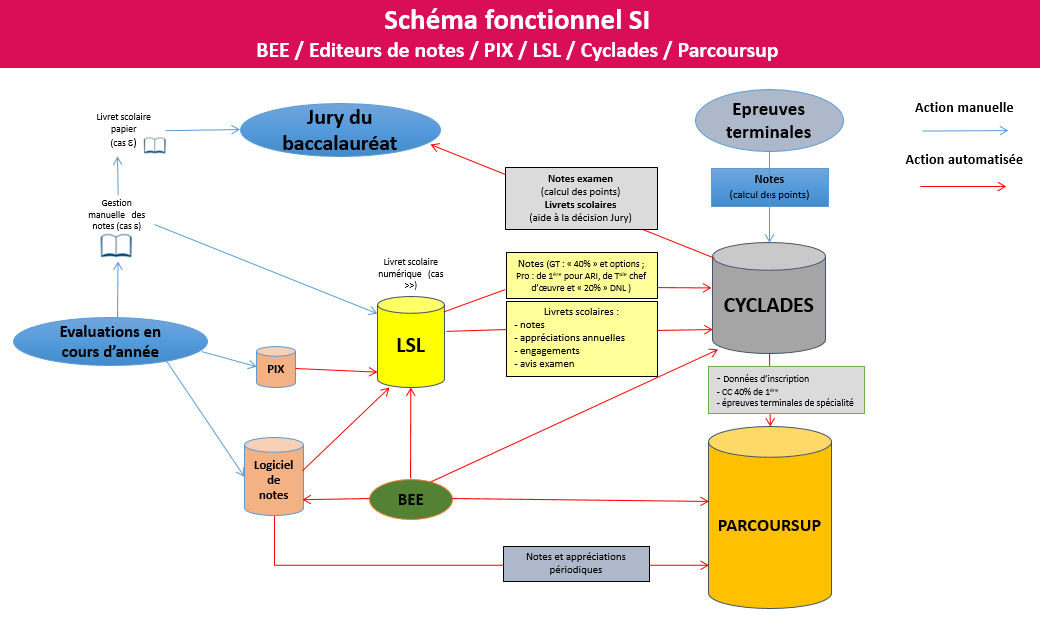 Schéma fonctionnel SI
BEE / Editeurs de notes / PIX / LSL / Cyclades / Parcoursup
Livret scolaire
papier
(cas ε)
Jury du
baccalauréat
Epreuves
terminales
Action manuelle
Action automatisée
Notes
(calcul des points)
Notes examen
(calcul des points)
Livrets scolaires
(aide à la décision Jury)
Gestion
manuelle des
notes (cas ε)
Livret scolaire
numérique (cas
>>)
Notes (GT : « 40% » et options ;
Pro : de 1ère pour ARI, de Tale chef
d'œuvre et « 20% » DNL )
CYCLADES
Livrets scolaires :
- notes
- appréciations annuelles
- engagements
- avis examen
LSL
Evaluations en
cours d'année
PIX
- Données d'inscription
- CC 40% de 1ère
- épreuves terminales de spécialité
Logiciel
de
notes
BEE
PARCOURSUP
Notes et appréciations
périodiques